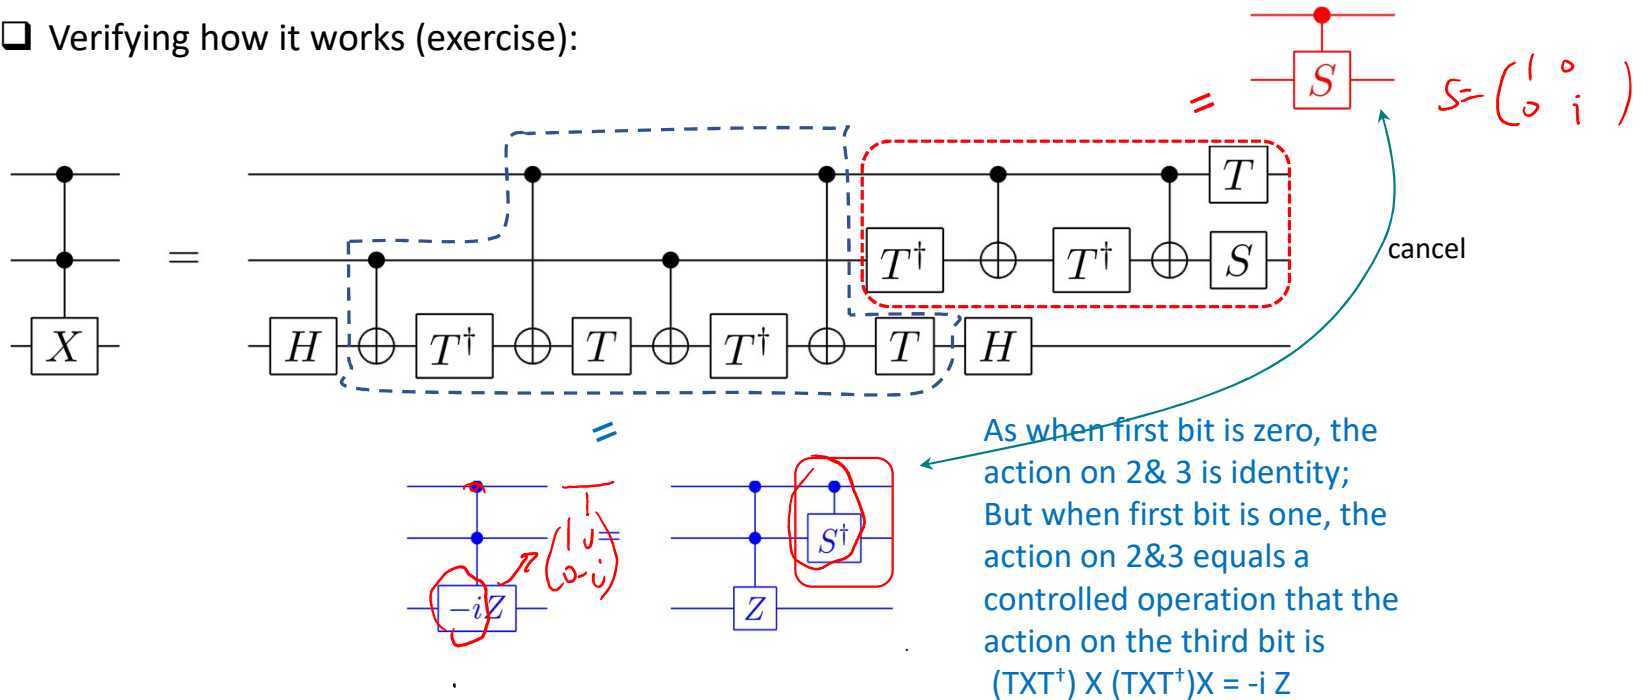 ❑ Verifying how it works (exercise):
S
=
S= ( 1 0
0 i )
T
T† T† S
cancel
=
X H T† T T† T H
=
As when first bit is zero, the
action on 2& 3 is identity;
But when first bit is one, the
action on 2&3 equals a
controlled operation that the
action on the third bit is
(TXT†) X (TXT†)X = -i Z
=
S†
-iZ
Z